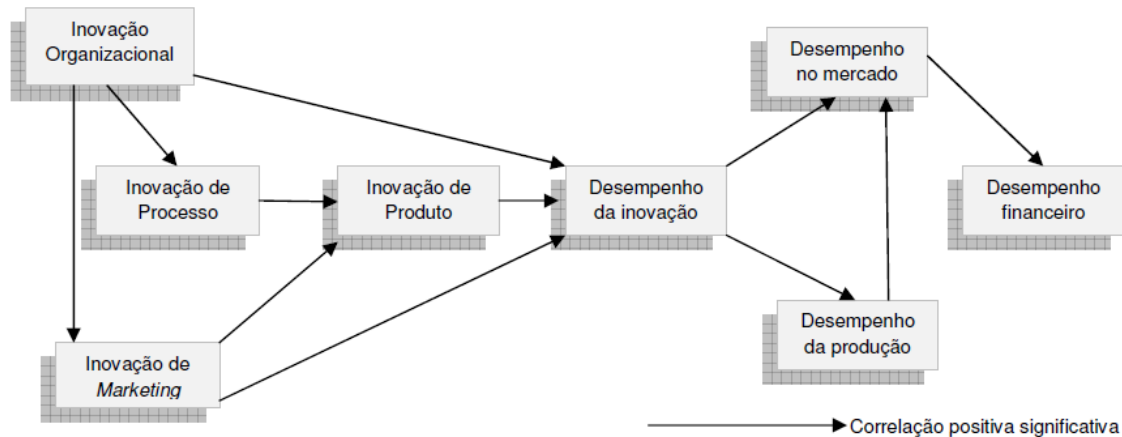 Inovação
Organizacional
Desempenho
no mercado
Inovação de
Processo
Inovação de
Produto
Desempenho
da inovação
Desempenho
financeiro
Desempenho
da produção
Inovação de
Marketing
Correlação positiva significativa